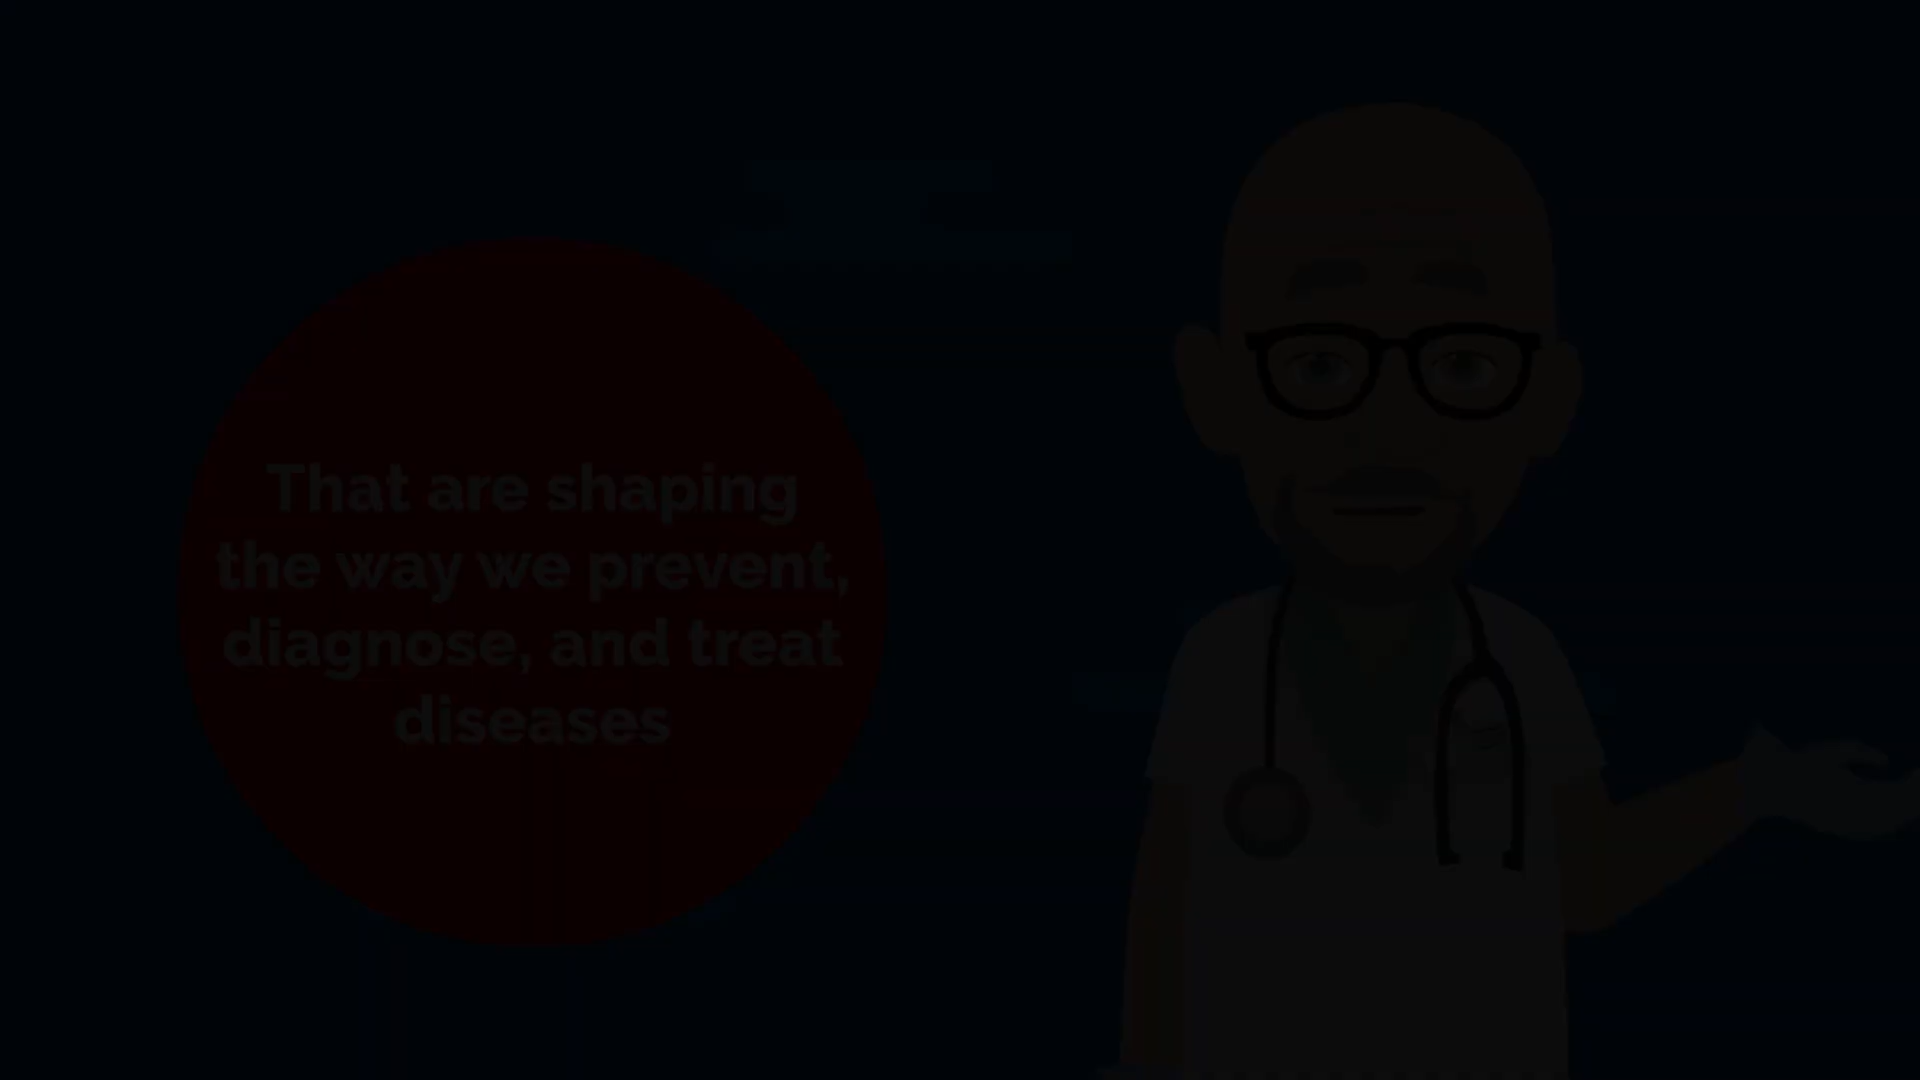 That are shaping
the way we prevent,
diagnose, and treat
diseases